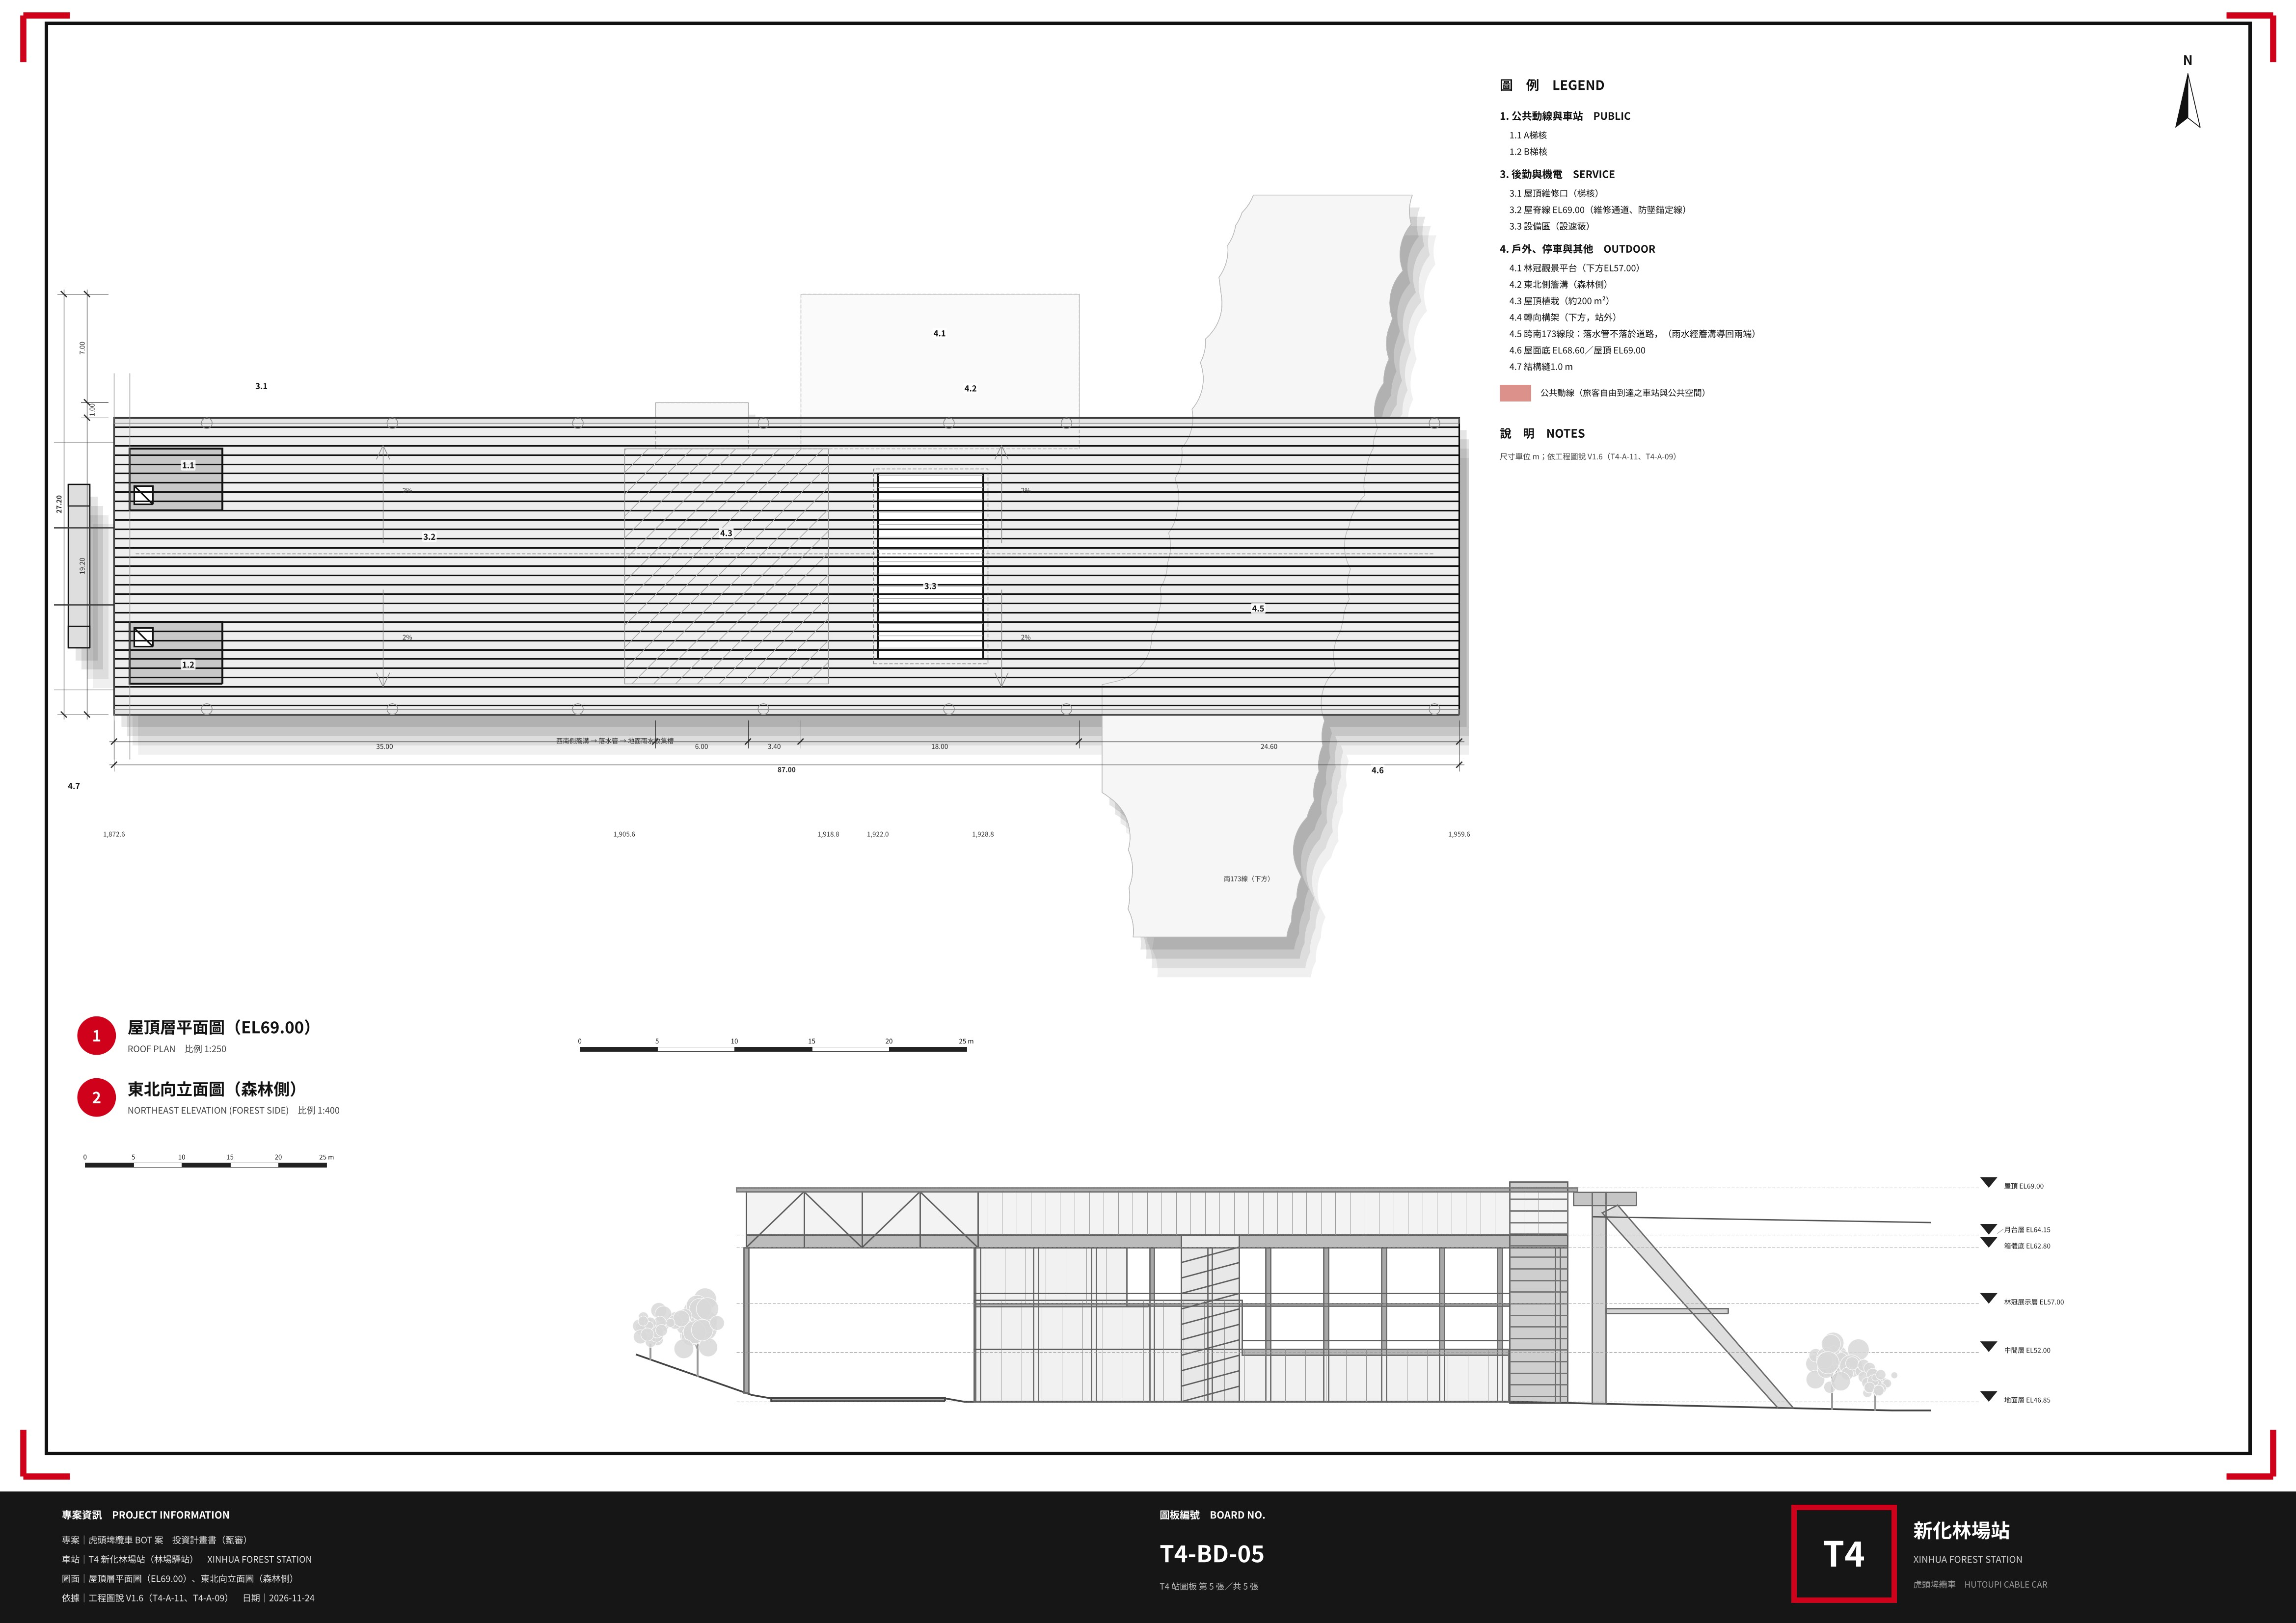 N
圖 例 LEGEND
1. 公共動線與車站 PUBLIC
1.1 A梯核
1.2 B梯核
3. 後勤與機電 SERVICE
3.1 屋頂維修口（梯核）
3.2 屋脊線 EL69.00（維修通道、防墜錨定線）
3.3 設備區（設遮蔽）
4. 戶外、停車與其他 OUTDOOR
4.1 林冠觀景平台（下方EL57.00）
4.2 東北側簷溝（森林側）
4.3 屋頂植栽（約200 m²）
4.4 轉向構架（下方，站外）
4.5 跨南173線段：落水管不落於道路，（雨水經簷溝導回兩端）
4.6 屋面底 EL68.60／屋頂 EL69.00
4.7 結構縫1.0 m
公共動線（旅客自由到達之車站與公共空間）
說 明 NOTES
尺寸單位 m；依工程圖說 V1.6（T4-A-11、T4-A-09）
4.1
7.00
3.1
4.2
1.00
1.1
27.20
2%
2%
3.2
4.3
19.20
3.3
4.5
2%
2%
1.2
西南側簷溝 → 落水管 → 地面雨水收集槽
35.00
6.00
3.40
18.00
24.60
87.00
4.6
4.7
1,872.6
1,905.6
1,918.8
1,922.0
1,928.8
1,959.6
南173線（下方）
1
屋頂層平面圖（EL69.00）
ROOF PLAN 比例 1:250
0 5 10 15 20 25 m
2
東北向立面圖（森林側）
NORTHEAST ELEVATION (FOREST SIDE) 比例 1:400
0 5 10 15 20 25 m
屋頂 EL69.00
月台層 EL64.15
箱體底 EL62.80
林冠展示層 EL57.00
中間層 EL52.00
地面層 EL46.85
專案資訊 PROJECT INFORMATION
專案｜虎頭埤纜車 BOT 案 投資計畫書（甄審）
車站｜T4 新化林場站（林場驛站） XINHUA FOREST STATION
圖面｜屋頂層平面圖（EL69.00）、東北向立面圖（森林側）
依據｜工程圖說 V1.6（T4-A-11、T4-A-09） 日期｜2026-11-24
圖板編號 BOARD NO.
T4-BD-05
T4 站圖板 第 5 張／共 5 張
T4
新化林場站
XINHUA FOREST STATION
虎頭埤纜車 HUTOUPI CABLE CAR